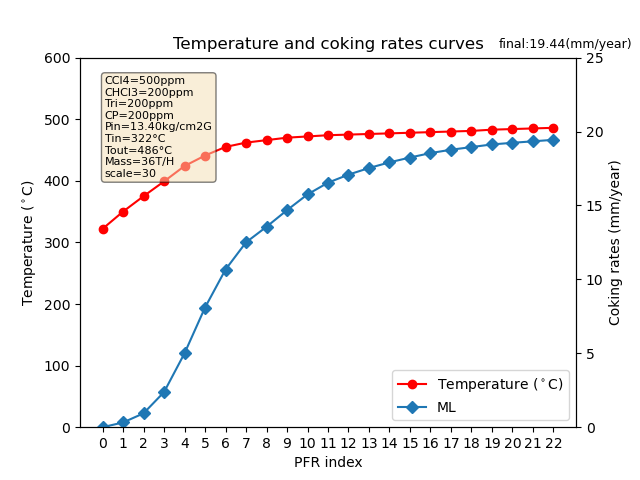 Temperature and coking rates curves
final:19.44(mm/year)
CCl4=500ppm
CHCl3=200ppm
Tri=200ppm
CP=200ppm
Pin=13.40kg/cm2G
Tin=322°C
Tout=486°C
Mass=36T/H
scale=30
600
500
400
300
200
100
0
Temperature (°C)
25
20
15
10
5
0
Coking rates (mm/year)
Temperature (°C)
ML
0 1 2 3 4 5 6 7 8 9 10 11 12 13 14 15 16 17 18 19 20 21 22
PFR index